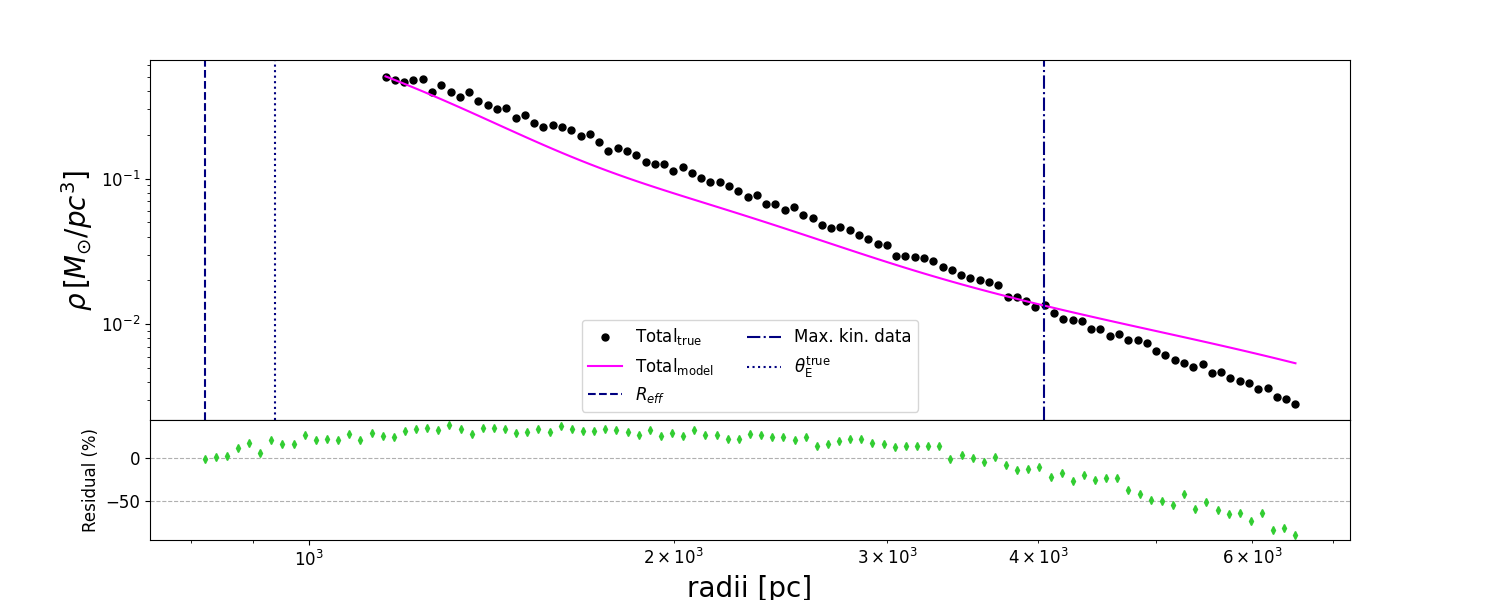 ρ [M⊙/pc³]
10⁻¹
10⁻²
Total_true
Total_model
R_eff
Max. kin. data
θ_E^true
Residual (%)
0
−50
10³
2 × 10³
3 × 10³
4 × 10³
6 × 10³
radii [pc]